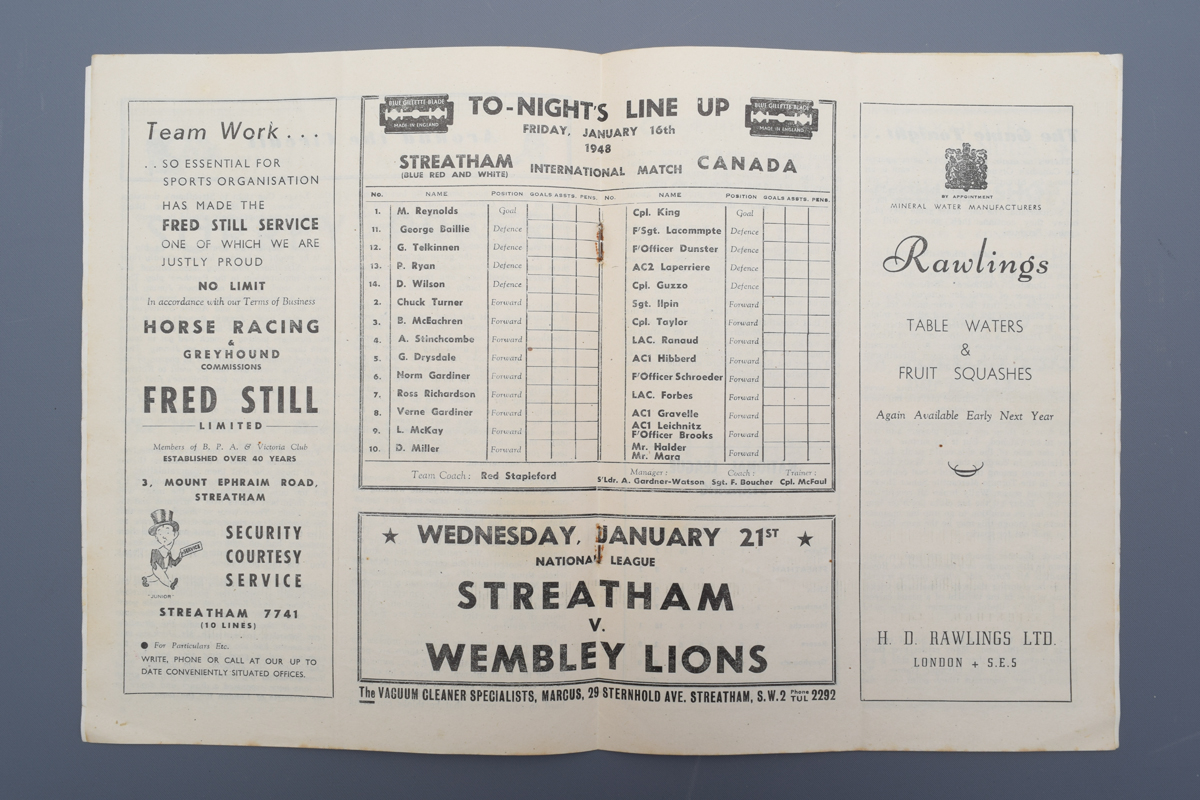 Team Work . . .
. . SO ESSENTIAL FOR
SPORTS ORGANISATION
HAS MADE THE
FRED STILL SERVICE
ONE OF WHICH WE ARE
JUSTLY PROUD
NO LIMIT
In accordance with our Terms of Business
HORSE RACING
&
GREYHOUND
COMMISSIONS
FRED STILL
LIMITED
Members of B. P. A. & Victoria Club
ESTABLISHED OVER 40 YEARS
3, MOUNT EPHRAIM ROAD,
STREATHAM
SECURITY
COURTESY
SERVICE
SERVICE
"JUNIOR"
STREATHAM 7741
(10 LINES)
● For Particulars Etc.
WRITE, PHONE OR CALL AT OUR UP TO
DATE CONVENIENTLY SITUATED OFFICES.
BLUE GILLETTE BLADE
MADE IN ENGLAND
TO-NIGHT'S LINE UP
BLUE GILLETTE BLADE
MADE IN ENGLAND
FRIDAY, JANUARY 16th
1948
STREATHAM
(BLUE RED AND WHITE)
INTERNATIONAL MATCH
CANADA
No. NAME POSITION GOALS ASSTS. PENS. No. NAME POSITION GOALS ASSTS. PENS.
1. M. Reynolds Goal Cpl. King Goal
11. George Baillie Defence F/Sgt. Lacommpte Defence
12. G. Telkinnen Defence F/Officer Dunster Defence
13. P. Ryan Defence AC2 Laperriere Defence
14. D. Wilson Defence Cpl. Guzzo Defence
2. Chuck Turner Forward Sgt. Ilpin Forward
3. B. McEachren Forward Cpl. Taylor Forward
4. A. Stinchcombe Forward LAC. Ranaud Forward
5. G. Drysdale Forward AC1 Hibberd Forward
6. Norm Gardiner Forward F/Officer Schroeder Forward
7. Ross Richardson Forward LAC. Forbes Forward
8. Verne Gardiner Forward AC1 Gravelle Forward
9. L. McKay Forward AC1 Leichnitz F/Officer Brooks Forward
10. D. Miller Forward Mr. Halder Mr. Mara Forward
Team Coach: Red Stapleford
Manager: Coach: Trainer:
S'Ldr. A. Gardner-Watson Sgt. F. Boucher Cpl. McFaul
★ WEDNESDAY, JANUARY 21ST ★
NATIONAL LEAGUE
STREATHAM
V.
WEMBLEY LIONS
The VACUUM CLEANER SPECIALISTS, MARCUS, 29 STERNHOLD AVE. STREATHAM, S.W.2 Phone TUL 2292
BY APPOINTMENT
MINERAL WATER MANUFACTURERS
Rawlings
TABLE WATERS
&
FRUIT SQUASHES
Again Available Early Next Year
H. D. RAWLINGS LTD.
LONDON + S.E.5